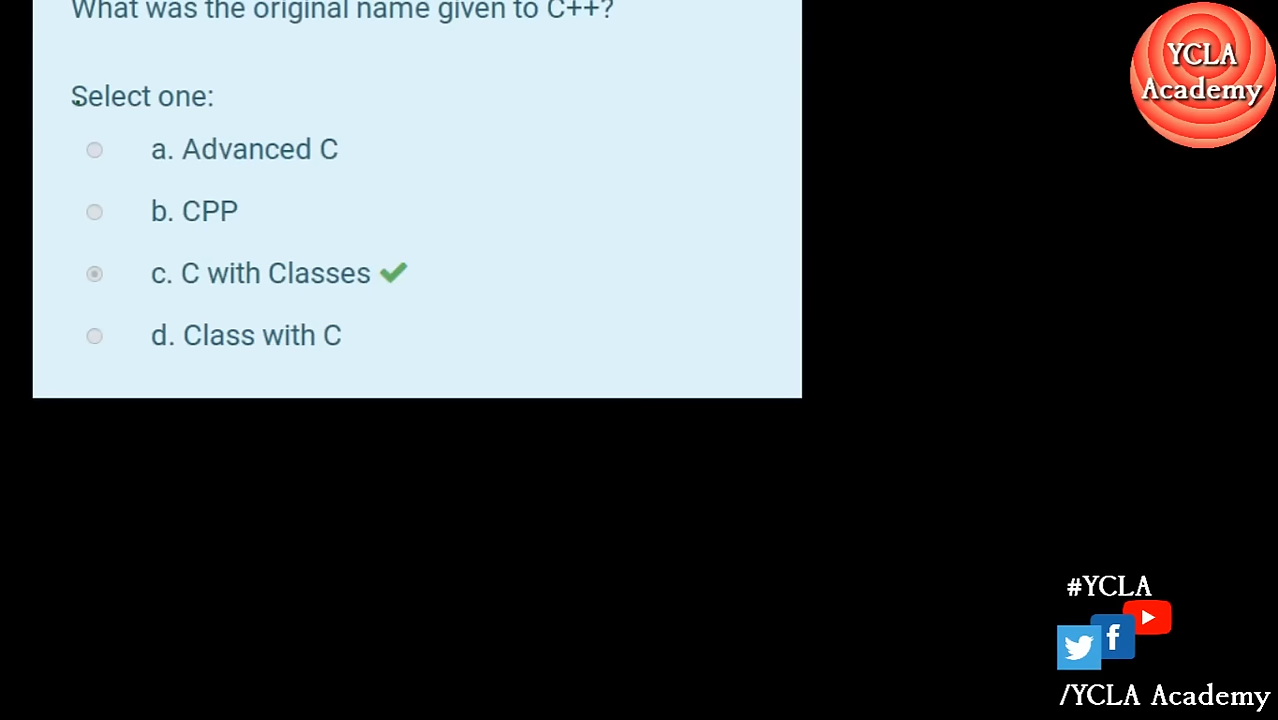 What was the original name given to C++?
Select one:
a. Advanced C
b. CPP
c. C with Classes
d. Class with C
YCLA
Academy
#YCLA
f
/YCLA Academy